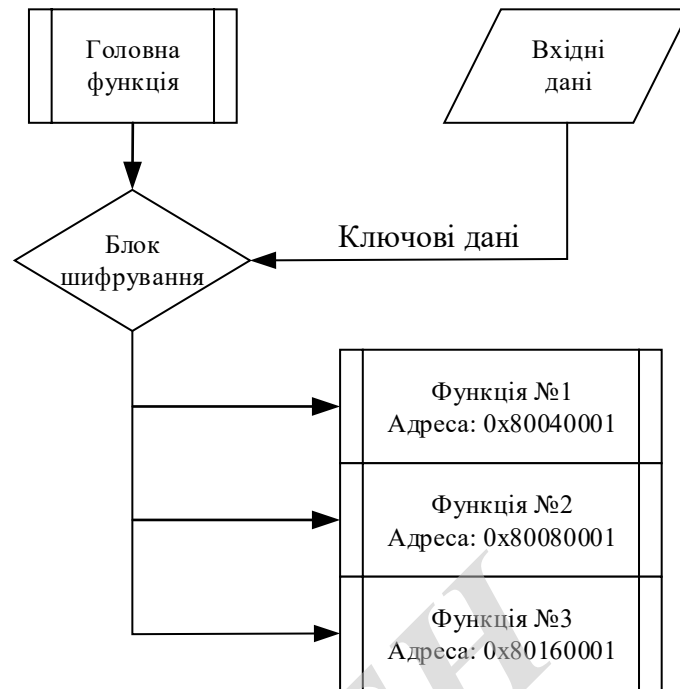 Головна
функція
Вхідні
дані
Ключові дані
Блок
шифрування
Функція №1
Адреса: 0x80040001
Функція №2
Адреса: 0x80080001
Функція №3
Адреса: 0x80160001